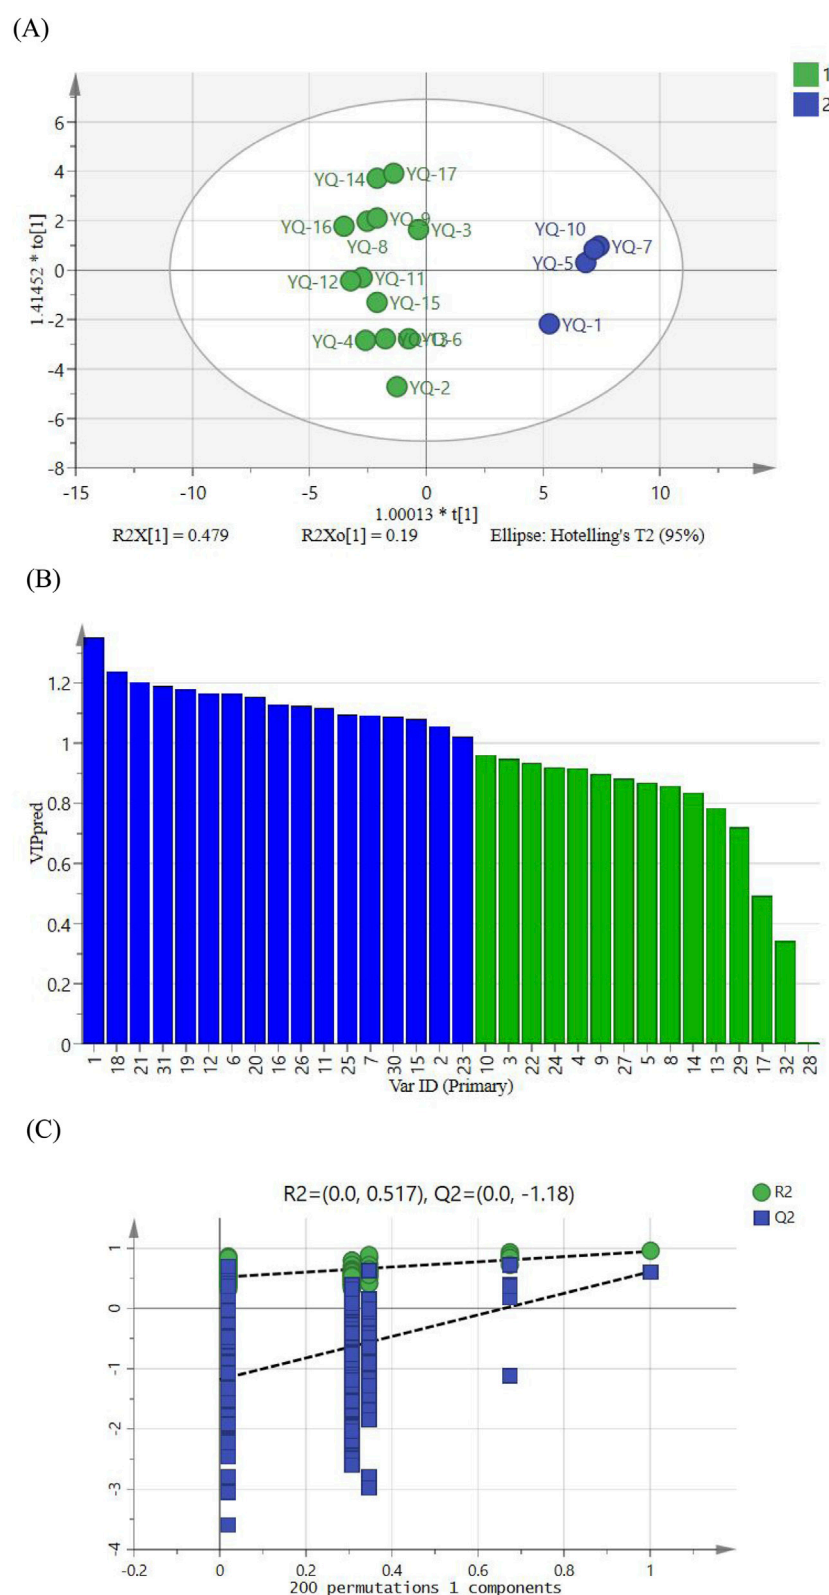 (A)
1
2
6
4
2
0
-2
-4
-6
-8
1.41452 * to[1]
YQ-14
YQ-17
YQ-16
YQ-9
YQ-3
YQ-8
YQ-10
YQ-7
YQ-5
YQ-12
YQ-11
YQ-15
YQ-1
YQ-4
YQ-6
YQ-2
-15 -10 -5 0 5 10
1.00013 * t[1]
R2X[1] = 0.479 R2Xo[1] = 0.19 Ellipse: Hotelling's T2 (95%)
(B)
1.2
1
0.8
0.6
0.4
0.2
0
VIPpred
1 18 21 31 19 12 6 20 16 26 11 25 7 30 15 2 23 10 3 22 24 4 9 27 5 8 14 13 29 17 32 28
Var ID (Primary)
(C)
R2=(0.0, 0.517), Q2=(0.0, -1.18)
R2
Q2
1
0
-1
-2
-3
-4
-0.2 0 0.2 0.4 0.6 0.8 1
200 permutations 1 components